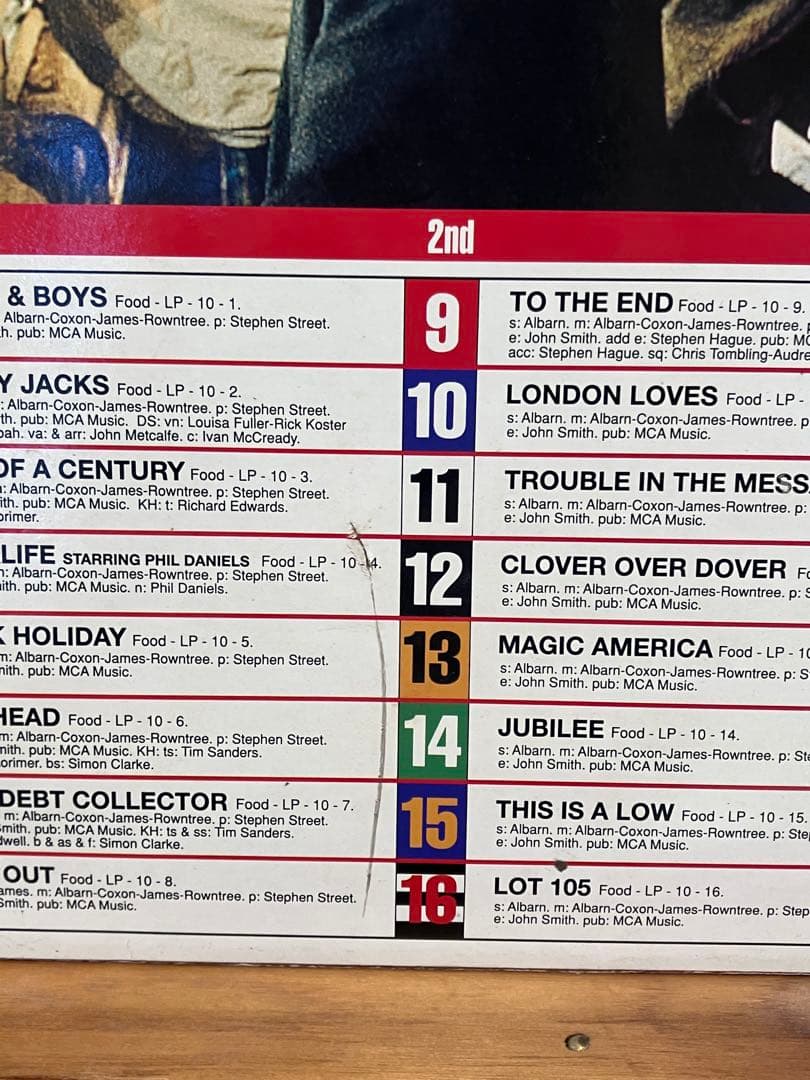 2nd
& BOYS Food - LP - 10 - 1.
Albarn-Coxon-James-Rowntree. p: Stephen Street.
h. pub: MCA Music.
Y JACKS Food - LP - 10 - 2.
: Albarn-Coxon-James-Rowntree. p: Stephen Street.
th. pub: MCA Music. DS: vn: Louisa Fuller-Rick Koster
oah. va: & arr: John Metcalfe. c: Ivan McCready.
OF A CENTURY Food - LP - 10 - 3.
: Albarn-Coxon-James-Rowntree. p: Stephen Street.
ith. pub: MCA Music. KH: t: Richard Edwards.
orimer.
LIFE STARRING PHIL DANIELS Food - LP - 10 - 4.
n: Albarn-Coxon-James-Rowntree. p: Stephen Street.
ith. pub: MCA Music. n: Phil Daniels.
K HOLIDAY Food - LP - 10 - 5.
m: Albarn-Coxon-James-Rowntree. p: Stephen Street.
nith. pub: MCA Music.
HEAD Food - LP - 10 - 6.
m: Albarn-Coxon-James-Rowntree. p: Stephen Street.
nith. pub: MCA Music. KH: ts: Tim Sanders.
orimer. bs: Simon Clarke.
DEBT COLLECTOR Food - LP - 10 - 7.
m: Albarn-Coxon-James-Rowntree. p: Stephen Street.
Smith. pub: MCA Music. KH: ts & ss: Tim Sanders.
dwell. b & as & f: Simon Clarke.
OUT Food - LP - 10 - 8.
ames. m: Albarn-Coxon-James-Rowntree. p: Stephen Street.
Smith. pub: MCA Music.
9 TO THE END Food - LP - 10 - 9.
s: Albarn. m: Albarn-Coxon-James-Rowntree. p
e: John Smith. add e: Stephen Hague. pub: MC
acc: Stephen Hague. sq: Chris Tombling-Audre
10 LONDON LOVES Food - LP -
s: Albarn. m: Albarn-Coxon-James-Rowntree. p
e: John Smith. pub: MCA Music.
11 TROUBLE IN THE MESSA
s: Albarn. m: Albarn-Coxon-James-Rowntree. p:
e: John Smith. pub: MCA Music.
12 CLOVER OVER DOVER Fo
s: Albarn. m: Albarn-Coxon-James-Rowntree. p: S
e: John Smith. pub: MCA Music.
13 MAGIC AMERICA Food - LP - 10
s: Albarn. m: Albarn-Coxon-James-Rowntree. p: S
e: John Smith. pub: MCA Music.
14 JUBILEE Food - LP - 10 - 14.
s: Albarn. m: Albarn-Coxon-James-Rowntree. p: Ste
e: John Smith. pub: MCA Music.
15 THIS IS A LOW Food - LP - 10 - 15.
s: Albarn. m: Albarn-Coxon-James-Rowntree. p: Step
e: John Smith. pub: MCA Music.
16 LOT 105 Food - LP - 10 - 16.
s: Albarn. m: Albarn-Coxon-James-Rowntree. p: Step
e: John Smith. pub: MCA Music.